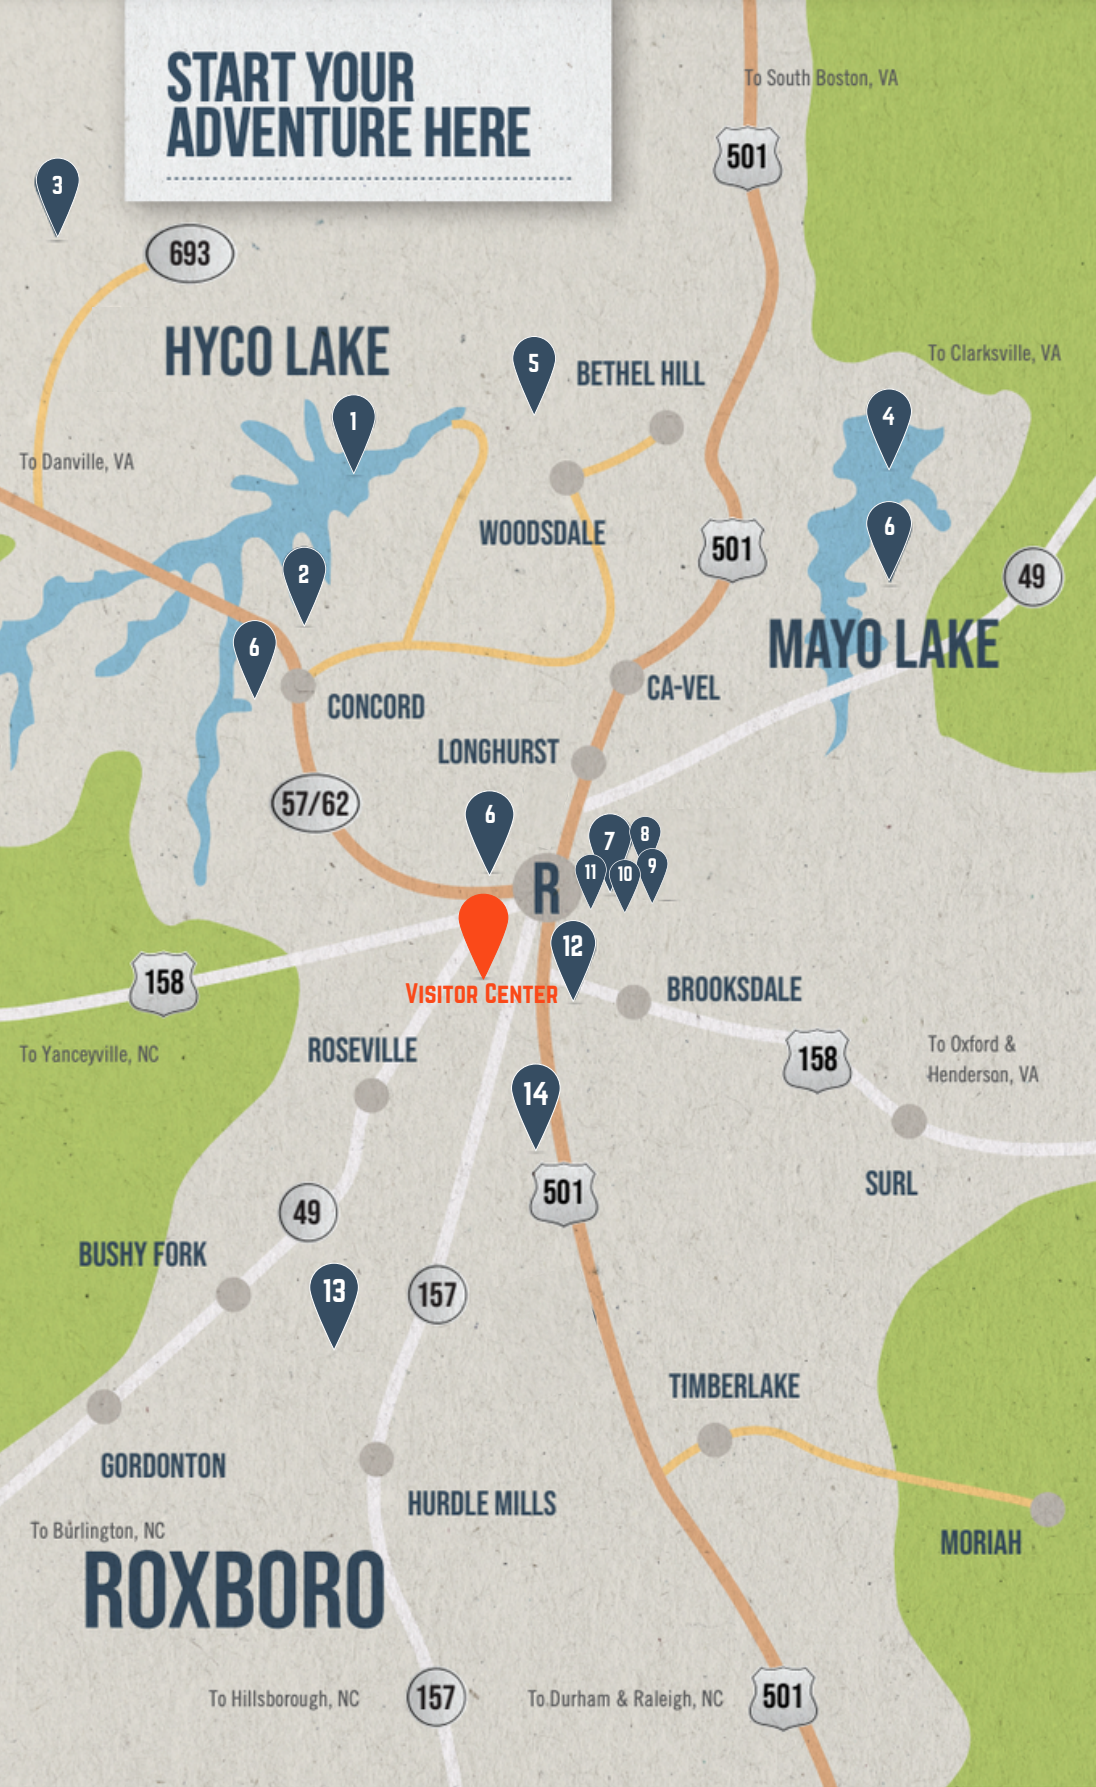 START YOUR
ADVENTURE HERE
To South Boston, VA
501
3
693
HYCO LAKE
5
BETHEL HILL
To Clarksville, VA
1
4
To Danville, VA
WOODSDALE
501
6
49
2
6
MAYO LAKE
CONCORD
CA-VEL
LONGHURST
57/62
6
7
8
11
10
9
R
12
158
VISITOR CENTER
BROOKSDALE
To Yanceyville, NC
ROSEVILLE
158
To Oxford &
Henderson, VA
14
501
SURL
49
BUSHY FORK
13
157
TIMBERLAKE
GORDONTON
HURDLE MILLS
To Burlington, NC
MORIAH
ROXBORO
To Hillsborough, NC
157
To Durham & Raleigh, NC
501